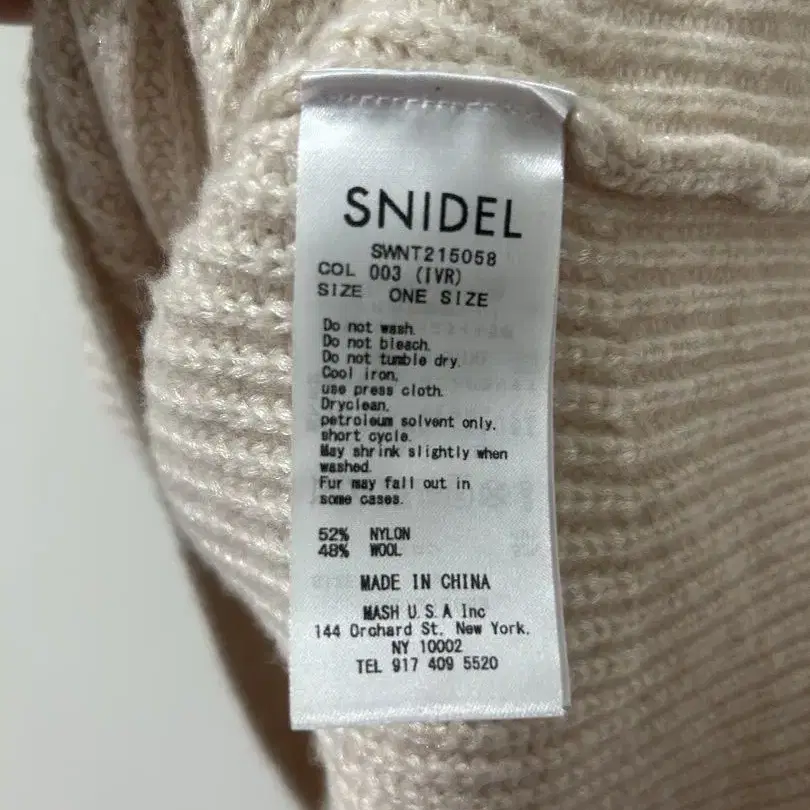 SNIDEL
SWNT215058
COL 003 (IVR)
SIZE ONE SIZE
Do not wash.
Do not bleach.
Do not tumble dry.
Cool iron,
use press cloth.
Dryclean,
petroleum solvent only,
short cycle.
May shrink slightly when
washed.
Fur may fall out in
some cases.
52% NYLON
48% WOOL
MADE IN CHINA
MASH U.S.A Inc
144 Orchard St. New York.
NY 10002
TEL 917 409 5520